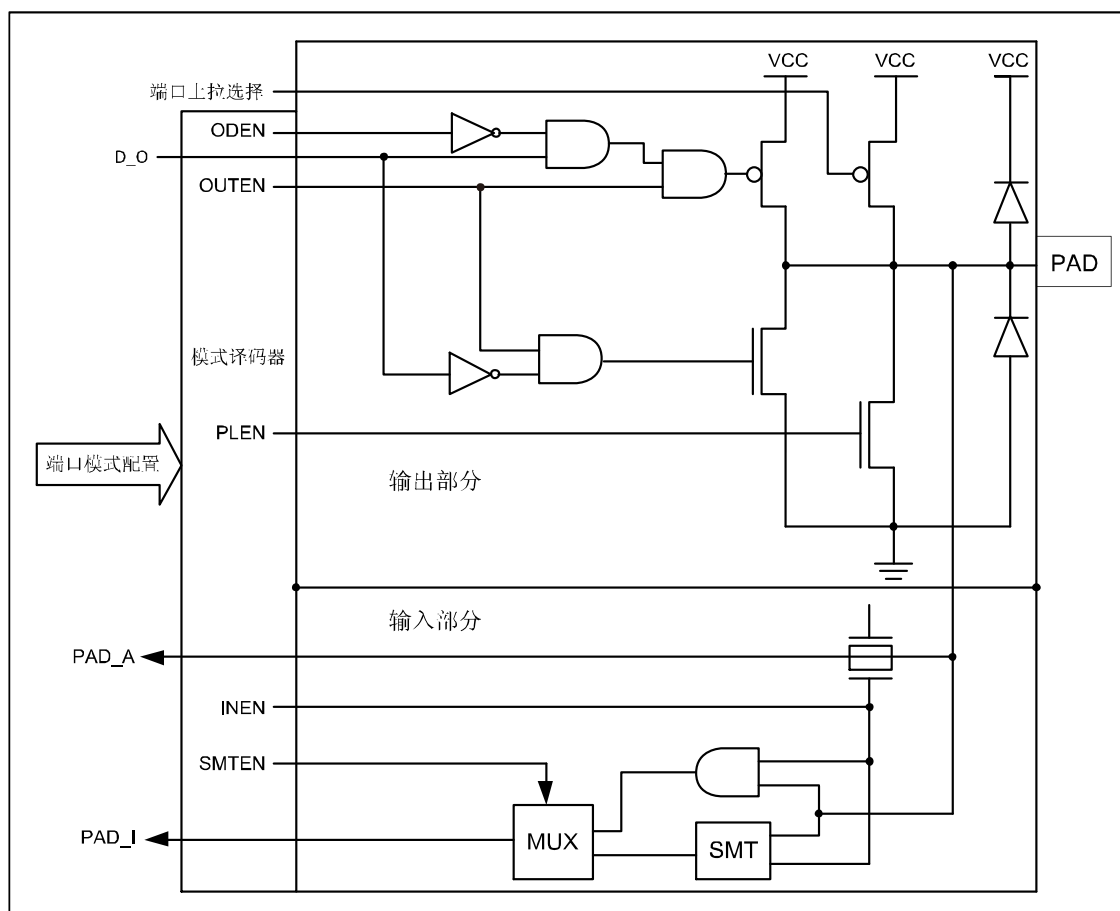 VCC
VCC
VCC
端口上拉选择
ODEN
D_O
OUTEN
PAD
模式译码器
PLEN
端口模式配置
输出部分
输入部分
PAD_A
INEN
SMTEN
PAD_I
MUX
SMT